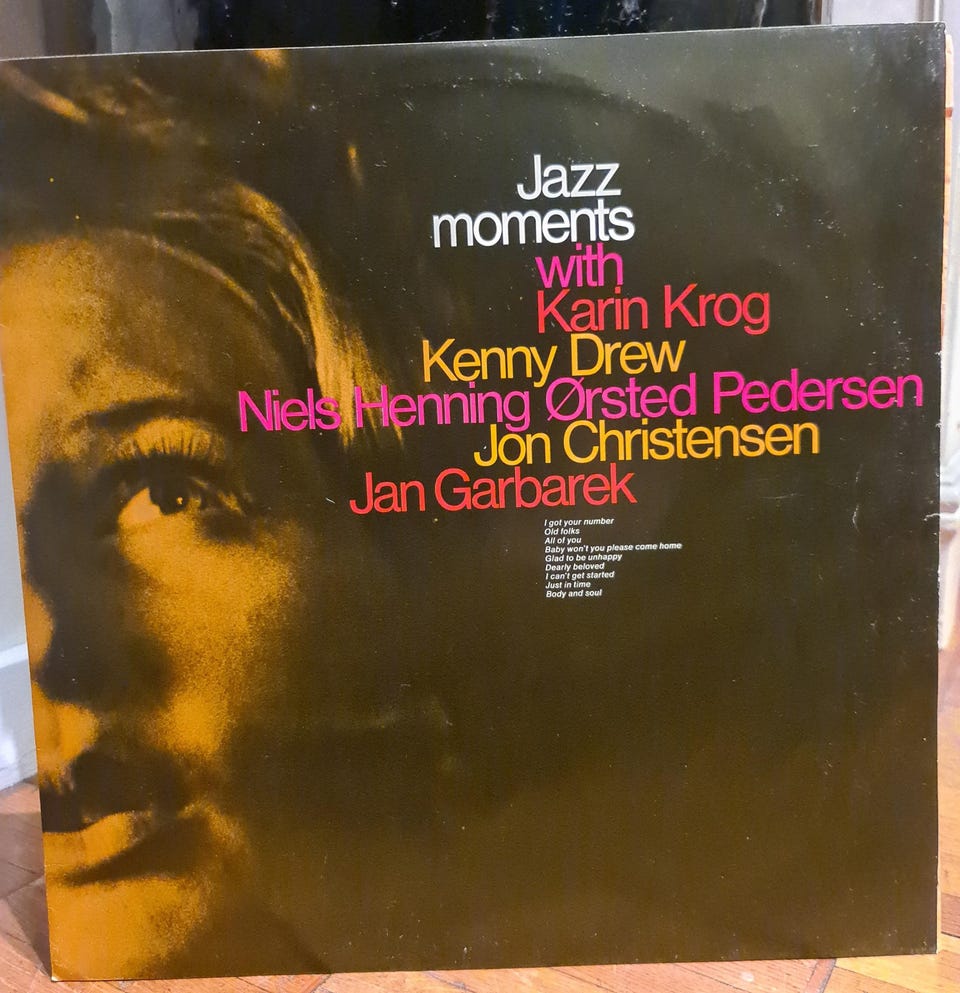 Jazz
moments
with
Karin Krog
Kenny Drew
Niels Henning Ørsted Pedersen
Jon Christensen
Jan Garbarek
I got your number
Old folks
All of you
Baby won't you please come home
Glad to be unhappy
Dearly beloved
I can't get started
Just in time
Body and soul